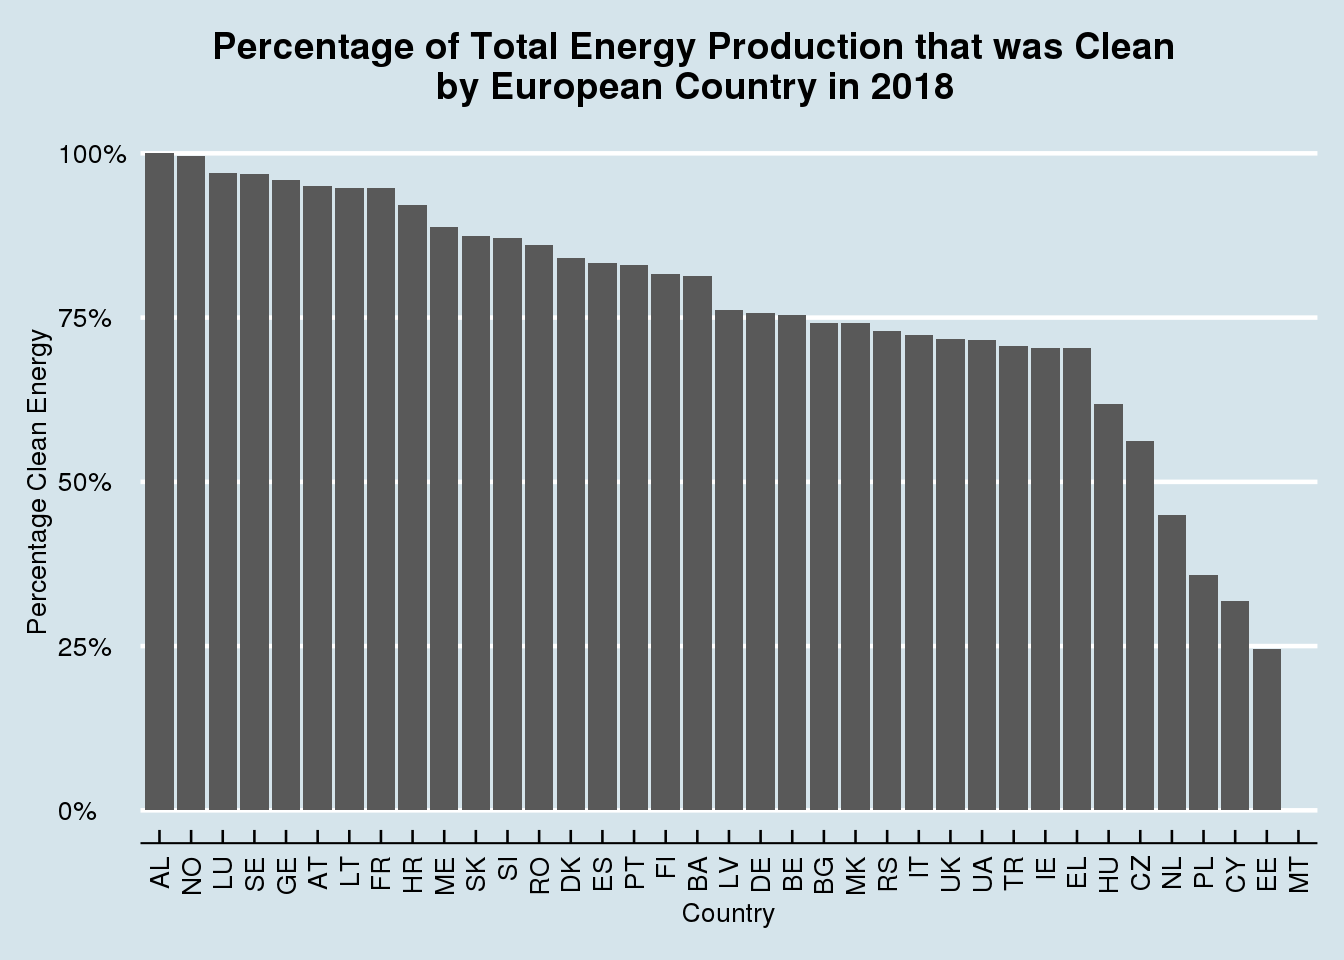 Percentage of Total Energy Production that was Clean
by European Country in 2018
Percentage Clean Energy
100%
75%
50%
25%
0%
AL NO LU SE GE AT LT FR HR ME SK SI RO DK ES PT FI BA LV DE BE BG MK RS IT UK UA TR IE EL HU CZ NL PL CY EE MT
Country